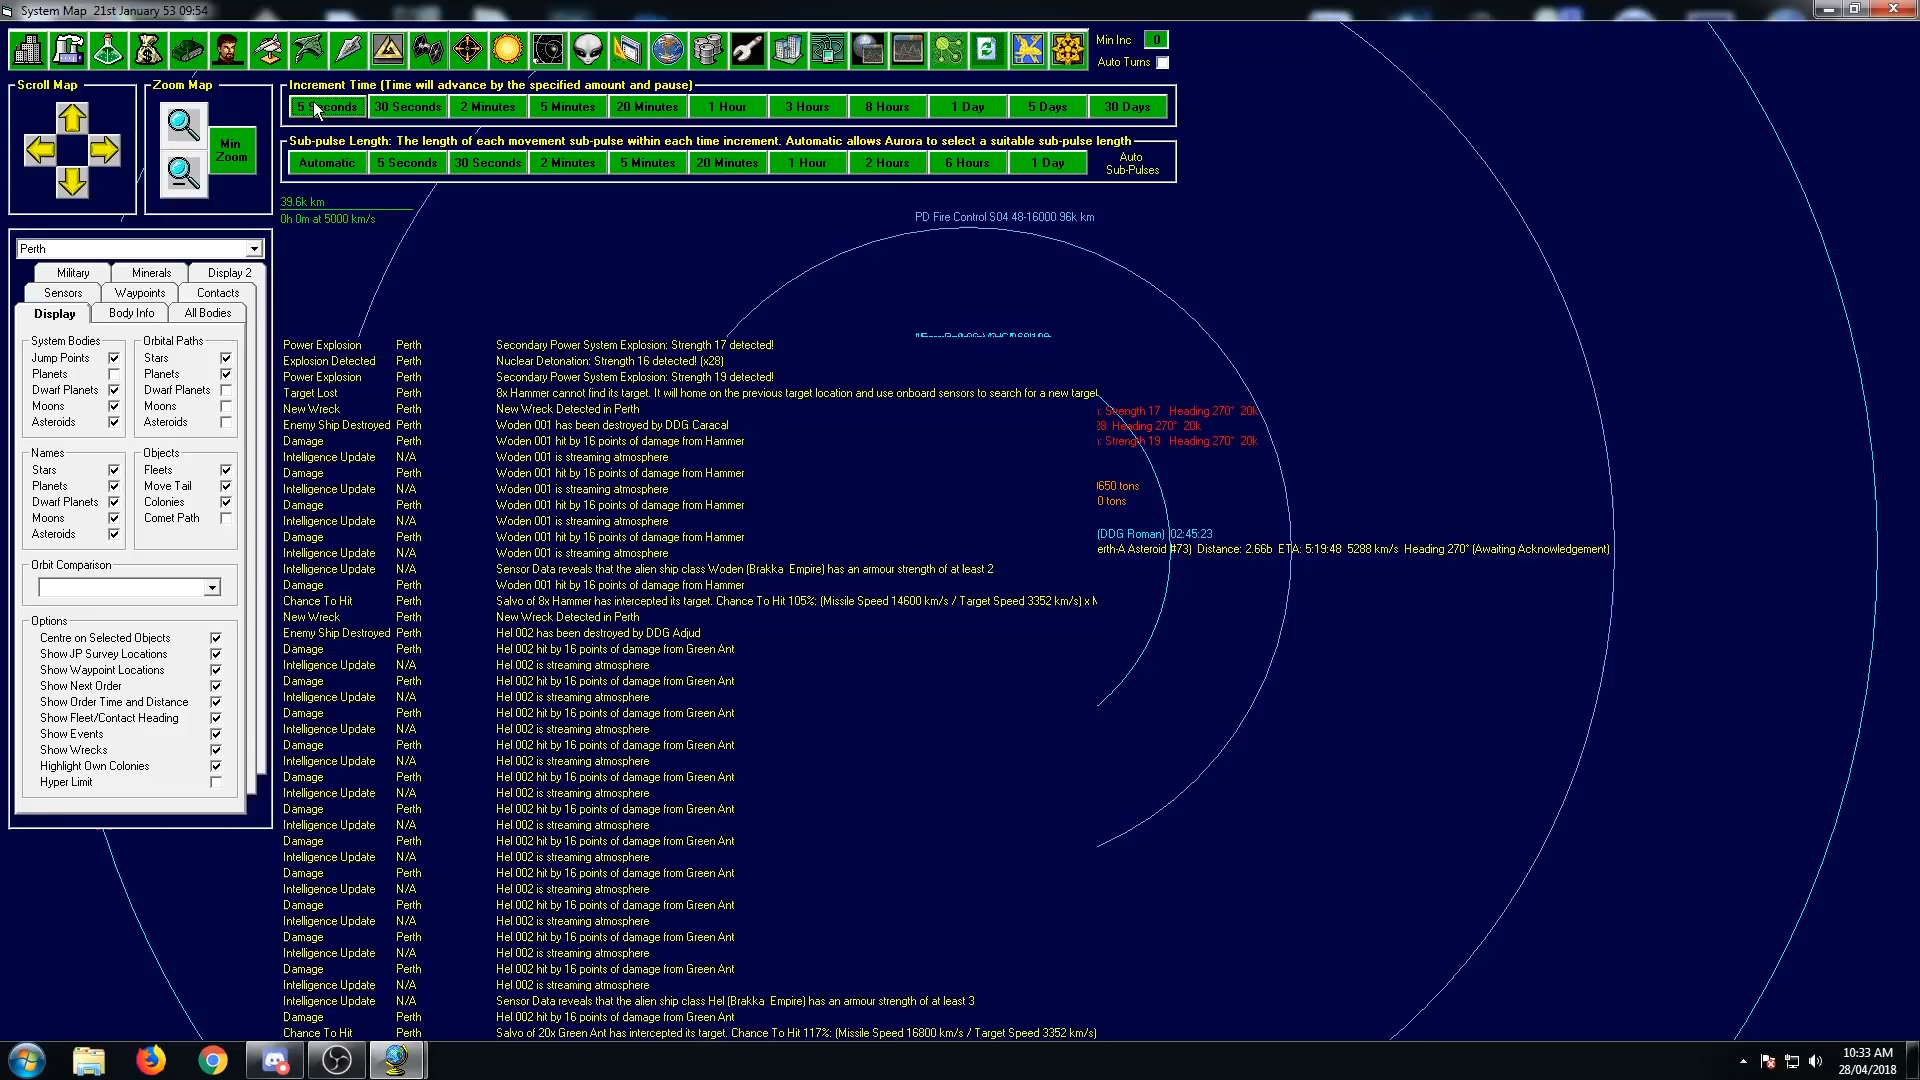 System Map 21st January 53 09:54
Min Inc 0
Auto Turns
Scroll Map
Zoom Map
Min Zoom
Increment Time (Time will advance by the specified amount and pause)
5 Seconds 30 Seconds 2 Minutes 5 Minutes 20 Minutes 1 Hour 3 Hours 8 Hours 1 Day 5 Days 30 Days
Sub-pulse Length: The length of each movement sub-pulse within each time increment. Automatic allows Aurora to select a suitable sub-pulse length
Automatic 5 Seconds 30 Seconds 2 Minutes 5 Minutes 20 Minutes 1 Hour 2 Hours 6 Hours 1 Day
Auto Sub-Pulses
39.6k km
0h 0m at 5000 km/s
PD Fire Control S04 48-16000 96k km
Perth
Military Minerals Display 2
Sensors Waypoints Contacts
Display Body Info All Bodies
System Bodies
Jump Points
Planets
Dwarf Planets
Moons
Asteroids
Orbital Paths
Stars
Planets
Dwarf Planets
Moons
Asteroids
Names
Stars
Planets
Dwarf Planets
Moons
Asteroids
Objects
Fleets
Move Tail
Colonies
Comet Path
Orbit Comparison
Options
Centre on Selected Objects
Show JP Survey Locations
Show Waypoint Locations
Show Next Order
Show Order Time and Distance
Show Fleet/Contact Heading
Show Events
Show Wrecks
Highlight Own Colonies
Hyper Limit
Power Explosion Perth Secondary Power System Explosion: Strength 17 detected!
Explosion Detected Perth Nuclear Detonation: Strength 16 detected! (x28)
Power Explosion Perth Secondary Power System Explosion: Strength 19 detected!
Target Lost Perth 8x Hammer cannot find its target. It will home on the previous target location and use onboard sensors to search for a new target
New Wreck Perth New Wreck Detected in Perth
Enemy Ship Destroyed Perth Woden 001 has been destroyed by DDG Caracal
Damage Perth Woden 001 hit by 16 points of damage from Hammer
Intelligence Update N/A Woden 001 is streaming atmosphere
Damage Perth Woden 001 hit by 16 points of damage from Hammer
Intelligence Update N/A Woden 001 is streaming atmosphere
Damage Perth Woden 001 hit by 16 points of damage from Hammer
Intelligence Update N/A Woden 001 is streaming atmosphere
Damage Perth Woden 001 hit by 16 points of damage from Hammer
Intelligence Update N/A Woden 001 is streaming atmosphere
Intelligence Update N/A Sensor Data reveals that the alien ship class Woden (Brakka Empire) has an armour strength of at least 2
Damage Perth Woden 001 hit by 16 points of damage from Hammer
Chance To Hit Perth Salvo of 8x Hammer has intercepted its target. Chance To Hit 105%: (Missile Speed 14600 km/s / Target Speed 3352 km/s) x
New Wreck Perth New Wreck Detected in Perth
Enemy Ship Destroyed Perth Hel 002 has been destroyed by DDG Adjud
Damage Perth Hel 002 hit by 16 points of damage from Green Ant
Intelligence Update N/A Hel 002 is streaming atmosphere
Damage Perth Hel 002 hit by 16 points of damage from Green Ant
Intelligence Update N/A Hel 002 is streaming atmosphere
Damage Perth Hel 002 hit by 16 points of damage from Green Ant
Intelligence Update N/A Hel 002 is streaming atmosphere
Damage Perth Hel 002 hit by 16 points of damage from Green Ant
Intelligence Update N/A Hel 002 is streaming atmosphere
Damage Perth Hel 002 hit by 16 points of damage from Green Ant
Intelligence Update N/A Hel 002 is streaming atmosphere
Damage Perth Hel 002 hit by 16 points of damage from Green Ant
Intelligence Update N/A Hel 002 is streaming atmosphere
Damage Perth Hel 002 hit by 16 points of damage from Green Ant
Intelligence Update N/A Hel 002 is streaming atmosphere
Damage Perth Hel 002 hit by 16 points of damage from Green Ant
Intelligence Update N/A Hel 002 is streaming atmosphere
Damage Perth Hel 002 hit by 16 points of damage from Green Ant
Intelligence Update N/A Hel 002 is streaming atmosphere
Damage Perth Hel 002 hit by 16 points of damage from Green Ant
Intelligence Update N/A Hel 002 is streaming atmosphere
Damage Perth Hel 002 hit by 16 points of damage from Green Ant
Intelligence Update N/A Hel 002 is streaming atmosphere
Intelligence Update N/A Sensor Data reveals that the alien ship class Hel (Brakka Empire) has an armour strength of at least 3
Damage Perth Hel 002 hit by 16 points of damage from Green Ant
Chance To Hit Perth Salvo of 20x Green Ant has intercepted its target. Chance To Hit 117%: (Missile Speed 16800 km/s / Target Speed 3352 km/s)
: Strength 17 Heading 270° 20k
28 Heading 270° 20k
: Strength 19 Heading 270° 20k
650 tons
0 tons
(DDG Roman) 02:45:23
erth-A Asteroid #73) Distance: 2.66b ETA: 5:19:48 5288 km/s Heading 270° (Awaiting Acknowledgement)
10:33 AM
28/04/2018